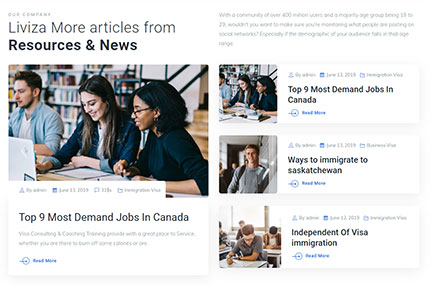 OUR COMPANY
Liviza More articles from
Resources & News
With a community of over 400 million users and a majority age group being 18 to
29, wouldn't you want to make sure you're monitoring what people are posting on
social networks? Especially if the demographic of your audience falls in that age
range.
By admin June 13, 2019 318s Immigration Visa
Top 9 Most Demand Jobs In Canada
Visa Consulting & Coaching Training provide with a great place to Service,
whether you are there to burn off some calories or are
Read More
By admin June 13, 2019 Immigration Visa
Top 9 Most Demand Jobs In
Canada
Read More
By admin June 13, 2019 Business Visa
Ways to immigrate to
saskatchewan
Read More
By admin June 13, 2019 Immigration Visa
Independent Of Visa
immigration
Read More